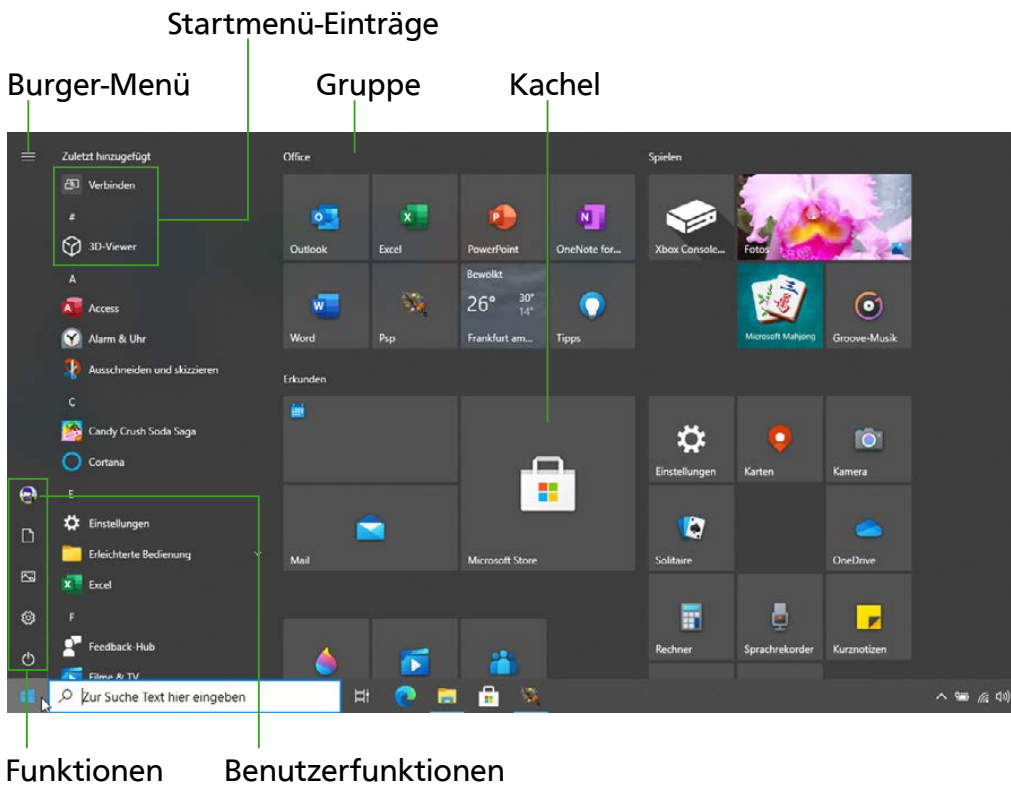 Startmenü-Einträge
Burger-Menü
Gruppe
Kachel
Zuletzt hinzugefügt
Verbinden
#
3D-Viewer
A
Access
Alarm & Uhr
Ausschneiden und skizzieren
C
Candy Crush Soda Saga
Cortana
E
Einstellungen
Erleichterte Bedienung
Excel
F
Feedback-Hub
Filme & TV
Office
Outlook
Excel
PowerPoint
OneNote for...
Word
Psp
Bewölkt
26°
30°
14°
Frankfurt am...
Tipps
Erkunden
Mail
Microsoft Store
Spielen
Xbox Console...
Fotos
Microsoft Mahjong
Groove-Musik
Einstellungen
Karten
Kamera
Solitaire
OneDrive
Rechner
Sprachrekorder
Kurznotizen
Zur Suche Text hier eingeben
Funktionen
Benutzerfunktionen